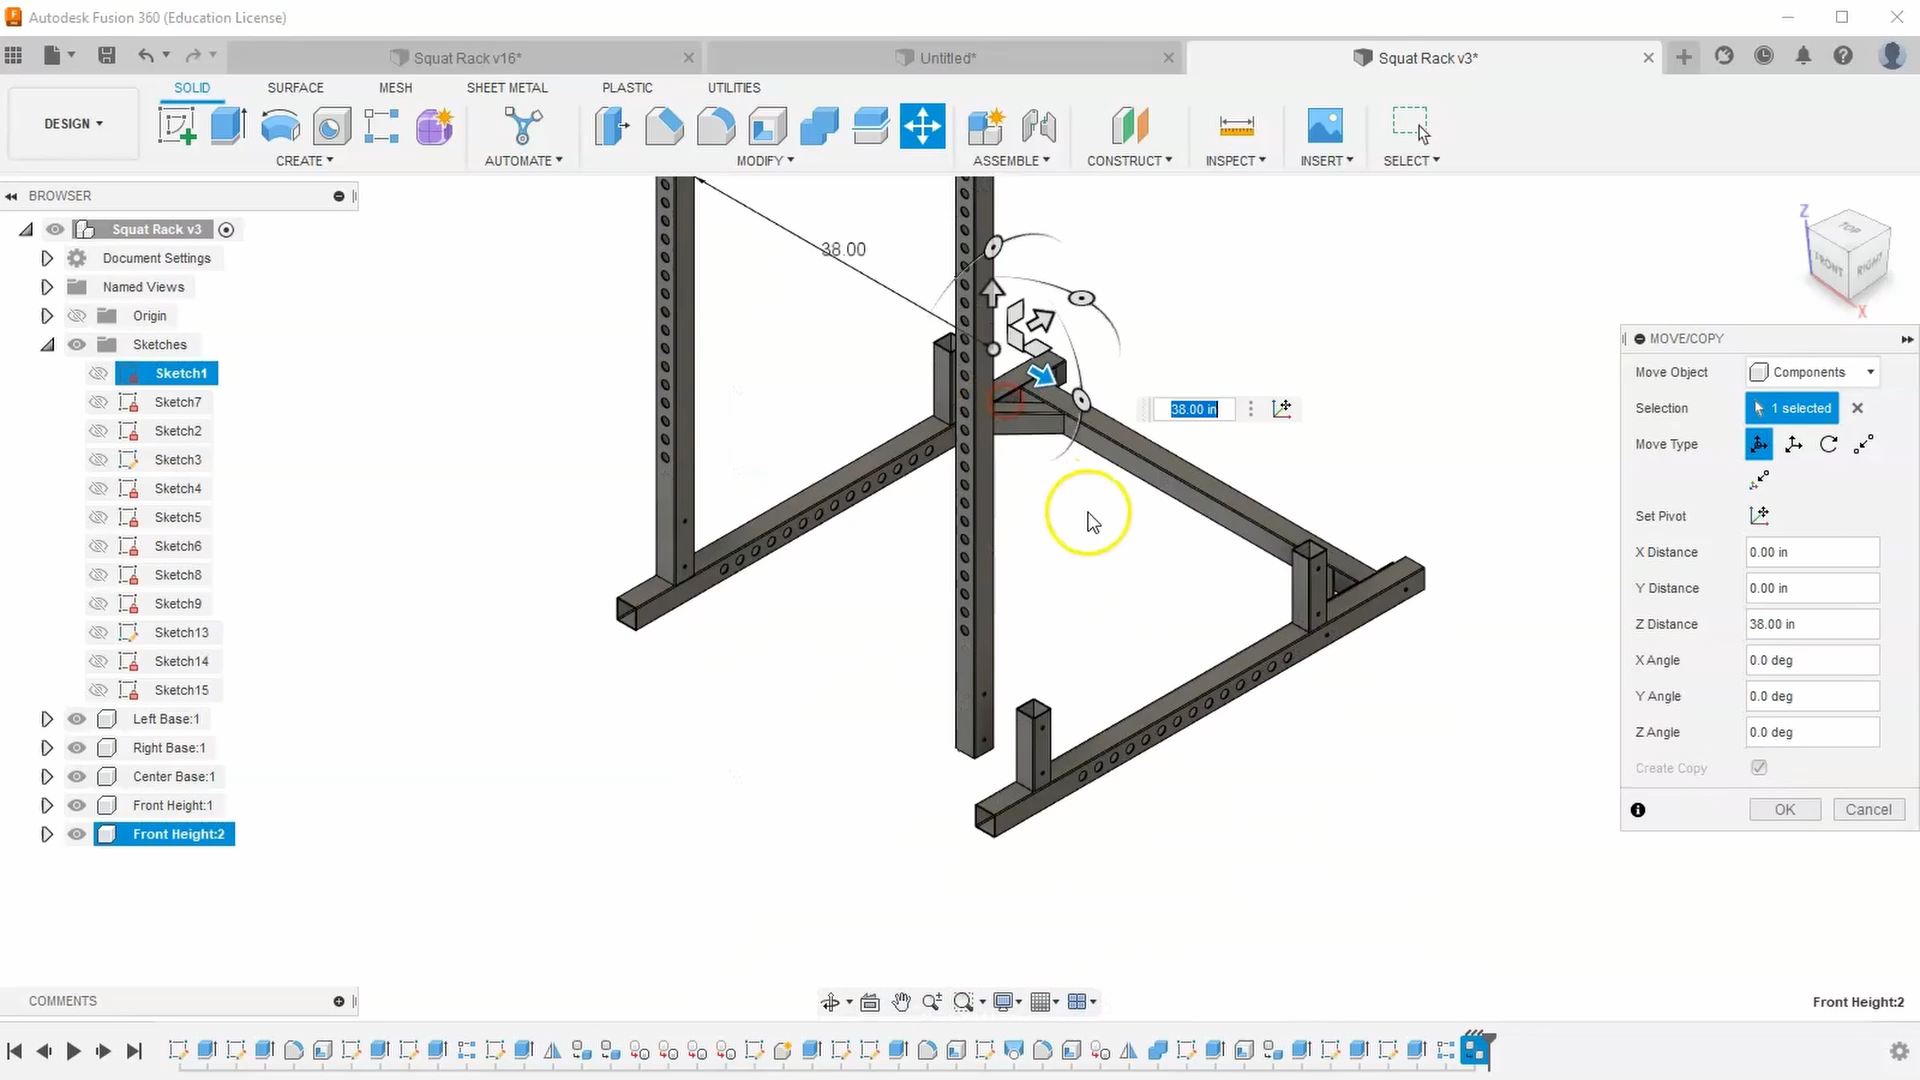 Autodesk Fusion 360 (Education License)
Squat Rack v16*
Untitled*
Squat Rack v3*
SOLID
SURFACE
MESH
SHEET METAL
PLASTIC
UTILITIES
DESIGN
CREATE
AUTOMATE
MODIFY
ASSEMBLE
CONSTRUCT
INSPECT
INSERT
SELECT
BROWSER
Squat Rack v3
Document Settings
Named Views
Origin
Sketches
Sketch1
Sketch7
Sketch2
Sketch3
Sketch4
Sketch5
Sketch6
Sketch8
Sketch9
Sketch13
Sketch14
Sketch15
Left Base:1
Right Base:1
Center Base:1
Front Height:1
Front Height:2
38.00
38.00 in
Z
TOP
FRONT
RIGHT
X
MOVE/COPY
Move Object
Components
Selection
1 selected
Move Type
Set Pivot
X Distance
0.00 in
Y Distance
0.00 in
Z Distance
38.00 in
X Angle
0.0 deg
Y Angle
0.0 deg
Z Angle
0.0 deg
Create Copy
OK
Cancel
COMMENTS
Front Height:2